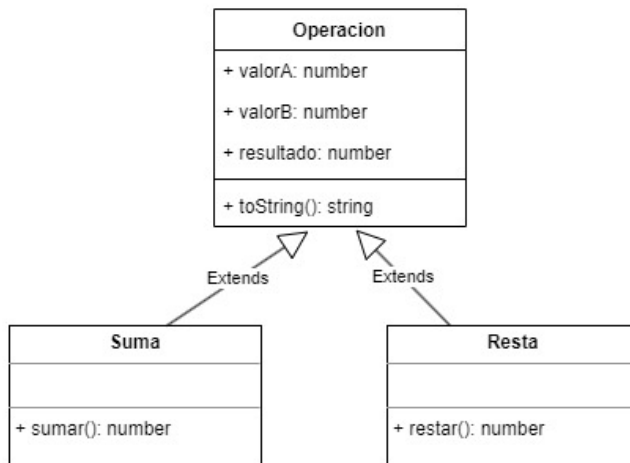 Operacion
+ valorA: number
+ valorB: number
+ resultado: number
+ toString(): string
Extends
Extends
Suma
+ sumar(): number
Resta
+ restar(): number